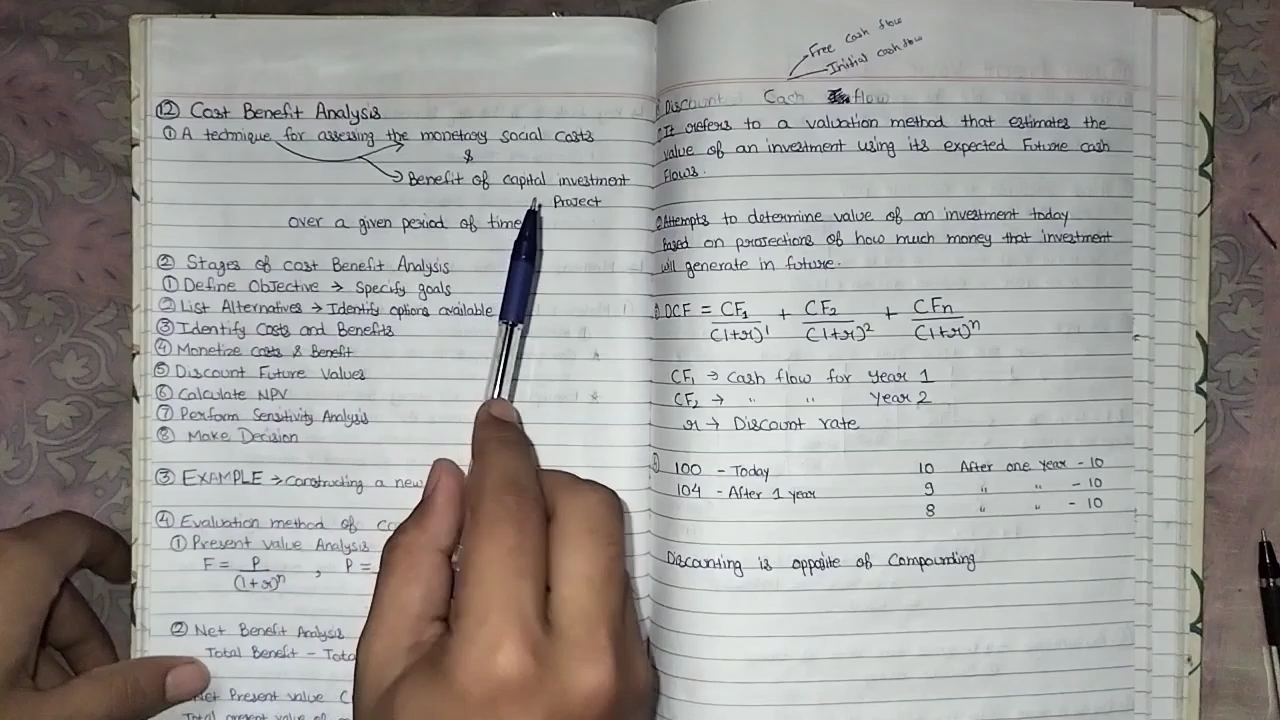 ⑫ Cost Benefit Analysis
① A technique for assessing the monetary social costs
&
Benefit of capital investment
Project
over a given period of time
② Stages of cost Benefit Analysis
① Define Objective → Specify goals
② List Alternatives → Identify options available
③ Identify Costs and Benefits
④ Monetize costs & Benefit
⑤ Discount Future Values
⑥ Calculate NPV
⑦ Perform Sensitivity Analysis
⑧ Make Decision
③ EXAMPLE → constructing a new
④ Evaluation method of
① Present value Analysis
F = P/(1+r)^n , P =
② Net Benefit Analysis
Total Benefit -
Net Present value
Total present value of
Free cash flow
Initial cash flow
Discount Cash flow
It refers to a valuation method that estimates the
value of an investment using its expected Future cash
flows.
Attempts to determine value of an investment today
based on projections of how much money that investment
will generate in future.
DCF = CF₁/(1+r)¹ + CF₂/(1+r)² + CFn/(1+r)^n
CF₁ → Cash flow for year 1
CF₂ → " " Year 2
r → Discount rate
100 - Today 10 After one year - 10
104 - After 1 year 9 " " - 10
8 " " - 10
Discounting is opposite of Compounding